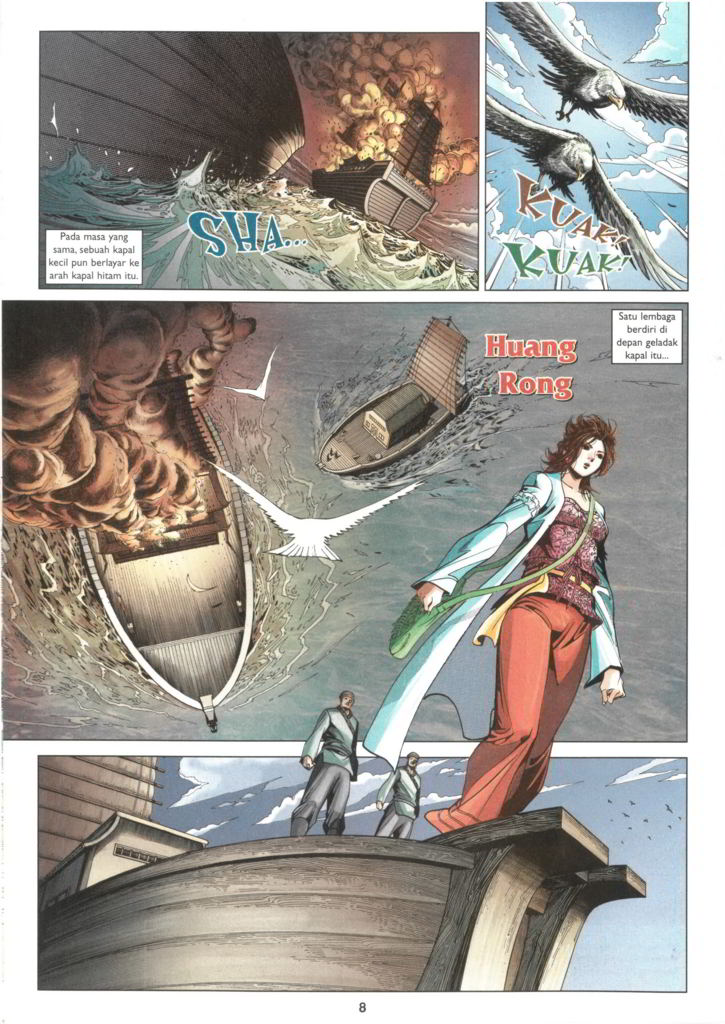 Pada masa yang
sama, sebuah kapal
kecil pun berlayar ke
arah kapal hitam itu.
SHA...
KUAK!
KUAK!
Satu lembaga
berdiri di
depan geladak
kapal itu...
Huang
Rong
8